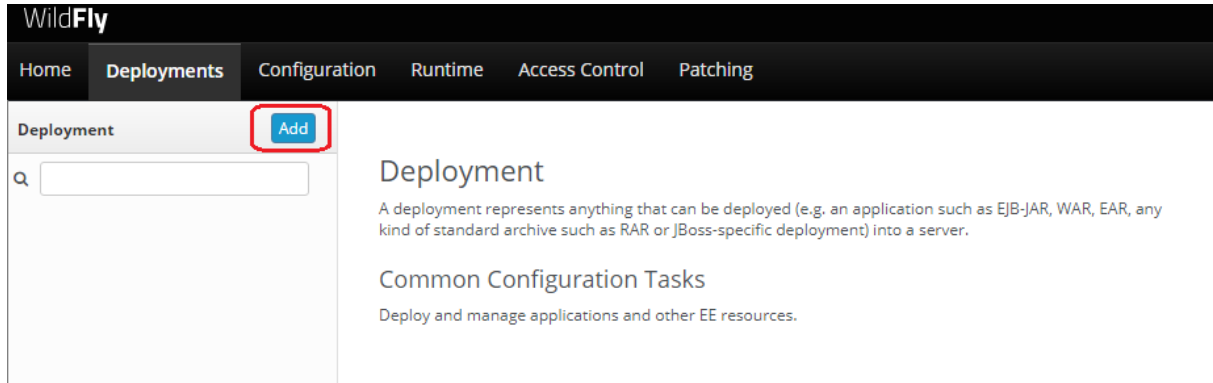 WildFly
Home Deployments Configuration Runtime Access Control Patching
Deployment Add
Deployment
A deployment represents anything that can be deployed (e.g. an application such as EJB-JAR, WAR, EAR, any
kind of standard archive such as RAR or JBoss-specific deployment) into a server.
Common Configuration Tasks
Deploy and manage applications and other EE resources.